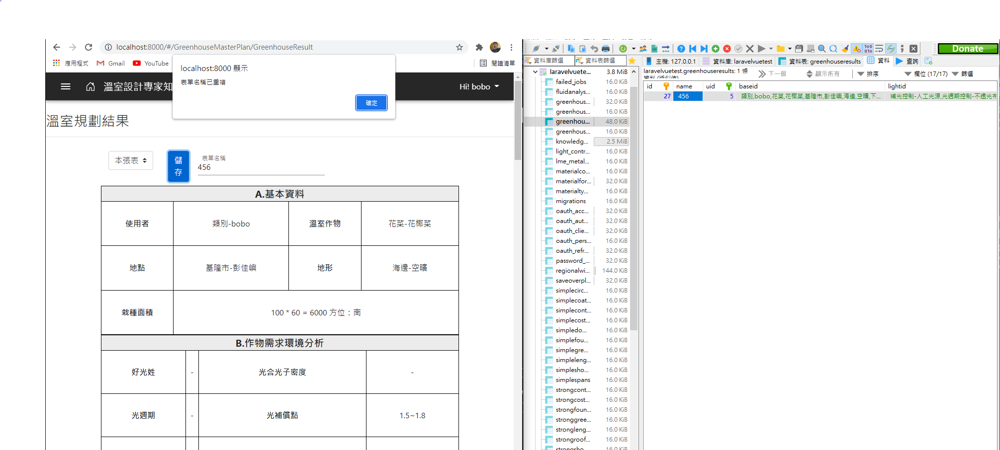 localhost:8000/#/GreenhouseMasterPlan/GreenhouseResult
應用程式 Gmail YouTube 閱讀清單
localhost:8000 顯示
表單名稱已重複
確定
溫室設計專家知
Hi! bobo
溫室規劃結果
本張表
儲存
表單名稱
456
A.基本資料
使用者 類別-bobo 溫室作物 花菜-花椰菜
地點 基隆市-彭佳嶼 地形 海邊-空曠
栽種面積 100 * 60 = 6000 方位：南
B.作物需求環境分析
好光姓 - 光合光子密度 -
光週期 - 光補償點 1.5~1.8
Donate
資料庫篩選 資料表篩選
主機: 127.0.0.1 資料庫: laravelvuetest 資料表: greenhouseresults 資料 查詢
laravelvuetest.greenhouseresults: 1 條
下一個 顯示所有 排序 欄位 (17/17) 篩選
id name uid baseid lightid
27 456 5 類別,bobo,花菜,花椰菜,基隆市,彭佳嶼,海邊,空曠,下... 補光控制-人工光源,光週期控制-不透光布
laravelvuete... 3.8 MiB
failed_jobs 16.0 KiB
fluidanalys... 16.0 KiB
greenhous... 32.0 KiB
greenhous... 16.0 KiB
greenhou... 48.0 KiB
greenhous... 16.0 KiB
knowledg... 2.5 MiB
light_contr... 16.0 KiB
lme_metal... 16.0 KiB
materialco... 16.0 KiB
materialfor... 32.0 KiB
materialty... 16.0 KiB
migrations 16.0 KiB
oauth_acc... 32.0 KiB
oauth_aut... 32.0 KiB
oauth_clie... 32.0 KiB
oauth_pers... 16.0 KiB
oauth_refr... 32.0 KiB
password_... 32.0 KiB
regionalwi... 144.0 KiB
saveoverpl... 32.0 KiB
simplecirc... 16.0 KiB
simplecoat... 16.0 KiB
simplecont... 16.0 KiB
simplecost... 16.0 KiB
simpledo... 16.0 KiB
simplefou... 16.0 KiB
simplegre... 16.0 KiB
simpleleng... 16.0 KiB
simplesho... 16.0 KiB
simplespans 16.0 KiB
strongcont... 16.0 KiB
strongcost... 16.0 KiB
strongfoun... 16.0 KiB
stronggree... 16.0 KiB
strongleng... 16.0 KiB
strongroof... 16.0 KiB
strongsho... 16.0 KiB